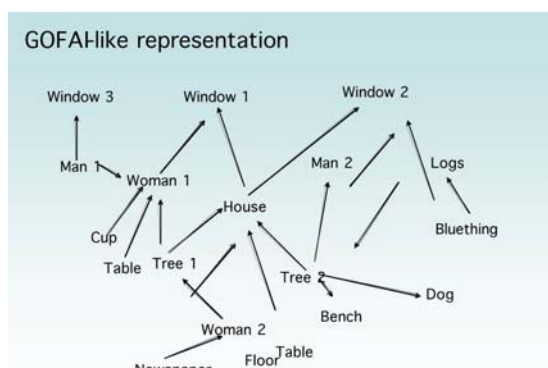 GOFAI-like representation
Window 3
Window 1
Window 2
Man 1
Woman 1
Man 2
Logs
House
Cup
Bluething
Table
Tree 1
Tree 2
Dog
Bench
Woman 2
Table
Floor
Newspaper